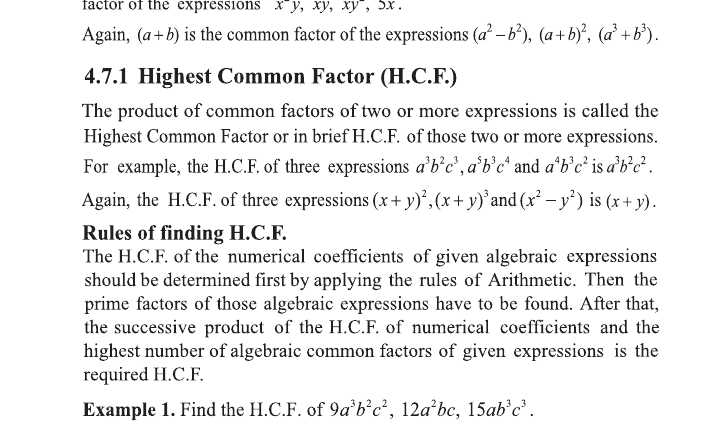 factor of the expressions x²y, xy, xy², 5x.
Again, (a+b) is the common factor of the expressions (a² – b²), (a+b)², (a³ + b³).
4.7.1 Highest Common Factor (H.C.F.)
The product of common factors of two or more expressions is called the
Highest Common Factor or in brief H.C.F. of those two or more expressions.
For example, the H.C.F. of three expressions a³b²c³, a⁵b³c⁴ and a⁴b³c² is a³b²c².
Again, the H.C.F. of three expressions (x + y)², (x + y)³ and (x² – y²) is (x + y).
Rules of finding H.C.F.
The H.C.F. of the numerical coefficients of given algebraic expressions
should be determined first by applying the rules of Arithmetic. Then the
prime factors of those algebraic expressions have to be found. After that,
the successive product of the H.C.F. of numerical coefficients and the
highest number of algebraic common factors of given expressions is the
required H.C.F.
Example 1. Find the H.C.F. of 9a³b²c², 12a²bc, 15ab³c³.